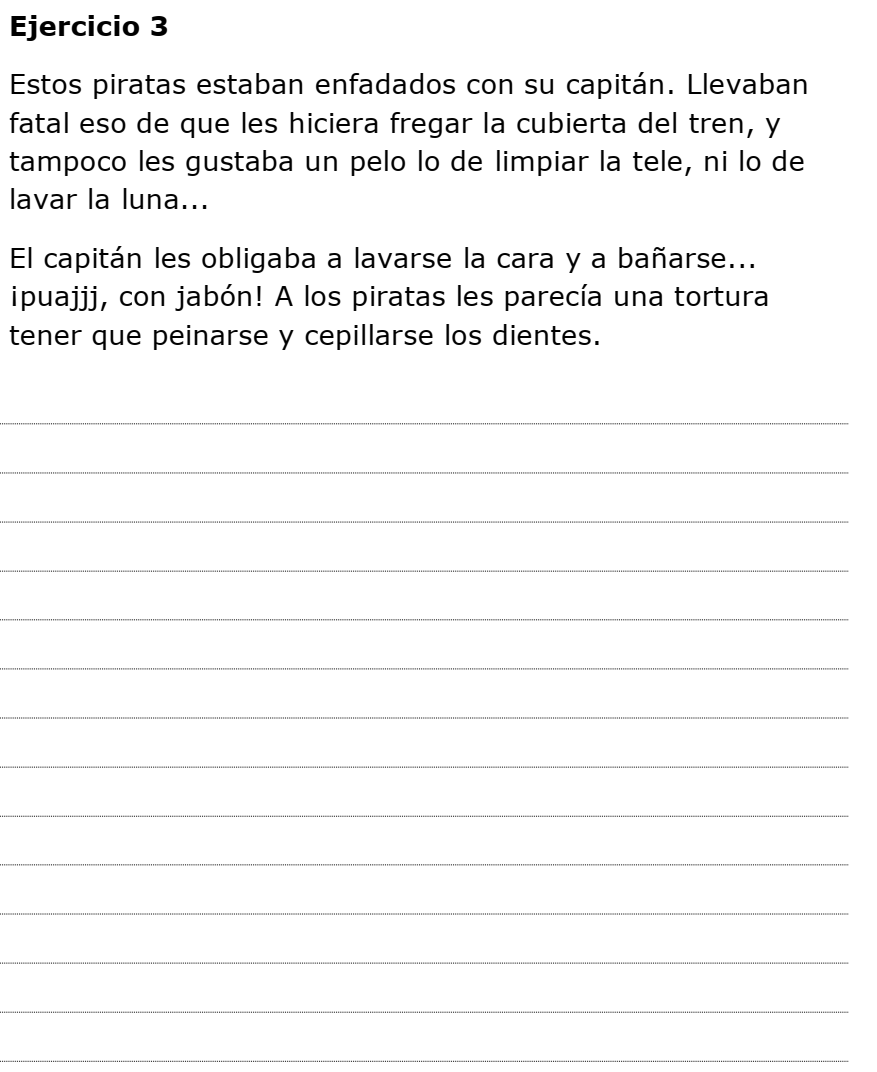 Ejercicio 3
Estos piratas estaban enfadados con su capitán. Llevaban
fatal eso de que les hiciera fregar la cubierta del tren, y
tampoco les gustaba un pelo lo de limpiar la tele, ni lo de
lavar la luna...
El capitán les obligaba a lavarse la cara y a bañarse...
¡puajjj, con jabón! A los piratas les parecía una tortura
tener que peinarse y cepillarse los dientes.